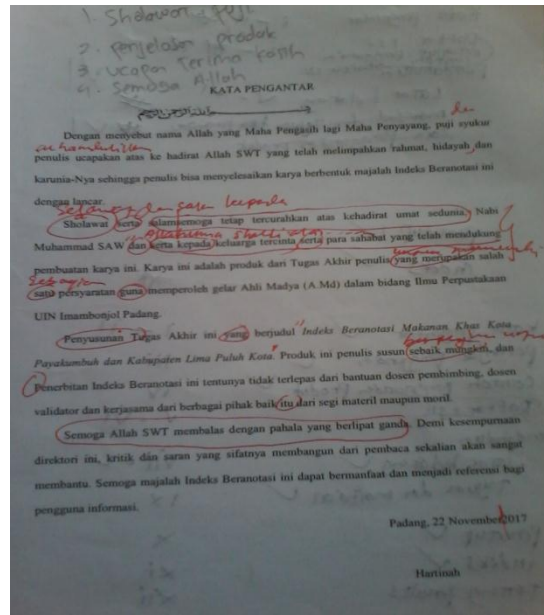 1. Sholawat puji
2. penjelasan produk
3. ucapan Terima kasih
4. Semoga Allah
KATA PENGANTAR
Dengan menyebut nama Allah yang Maha Pengasih lagi Maha Penyayang, puji syukur
penulis ucapakan atas ke hadirat Allah SWT yang telah melimpahkan rahmat, hidayah dan
karunia-Nya sehingga penulis bisa menyelesaikan karya berbentuk majalah Indeks Beranotasi ini
dengan lancar.
kepada
Sholawat serta salamsemoga tetap tercurahkan atas kehadirat umat sedunia, Nabi
Muhammad SAW dan serta kepada keluarga tercinta serta para sahabat yang telah mendukung
pembuatan karya ini. Karya ini adalah produk dari Tugas Akhir penulis yang merupakan salah
sebagian
satu persyaratan guna memperoleh gelar Ahli Madya (A.Md) dalam bidang Ilmu Perpustakaan
UIN Imambonjol Padang.
Penyusunan Tugas Akhir ini yang berjudul "Indeks Beranotasi Makanan Khas Kota
Payakumbuh dan Kabupaten Lima Puluh Kota." Produk ini penulis susun sebaik mungkin, dan
Penerbitan Indeks Beranotasi ini tentunya tidak terlepas dari bantuan dosen pembimbing, dosen
validator dan kerjasama dari berbagai pihak baik itu dari segi materil maupun moril.
Semoga Allah SWT membalas dengan pahala yang berlipat ganda. Demi kesempurnaan
direktori ini, kritik dan saran yang sifatnya membangun dari pembaca sekalian akan sangat
membantu. Semoga majalah Indeks Beranotasi ini dapat bermanfaat dan menjadi referensi bagi
pengguna informasi.
Padang, 22 November 2017
Hartinah